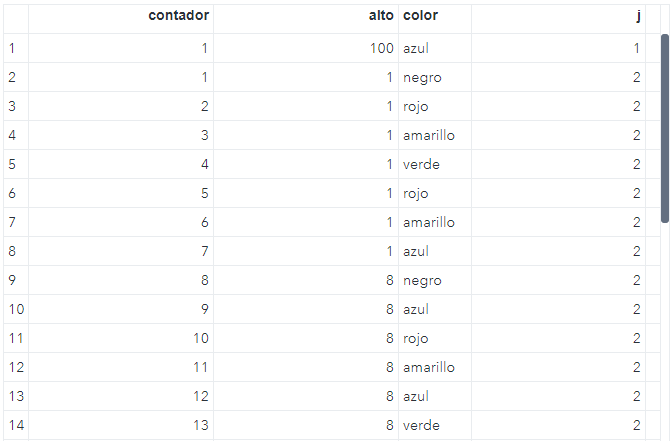 contador alto color j
1 1 100 azul 1
2 1 1 negro 2
3 2 1 rojo 2
4 3 1 amarillo 2
5 4 1 verde 2
6 5 1 rojo 2
7 6 1 amarillo 2
8 7 1 azul 2
9 8 8 negro 2
10 9 8 azul 2
11 10 8 rojo 2
12 11 8 amarillo 2
13 12 8 azul 2
14 13 8 verde 2